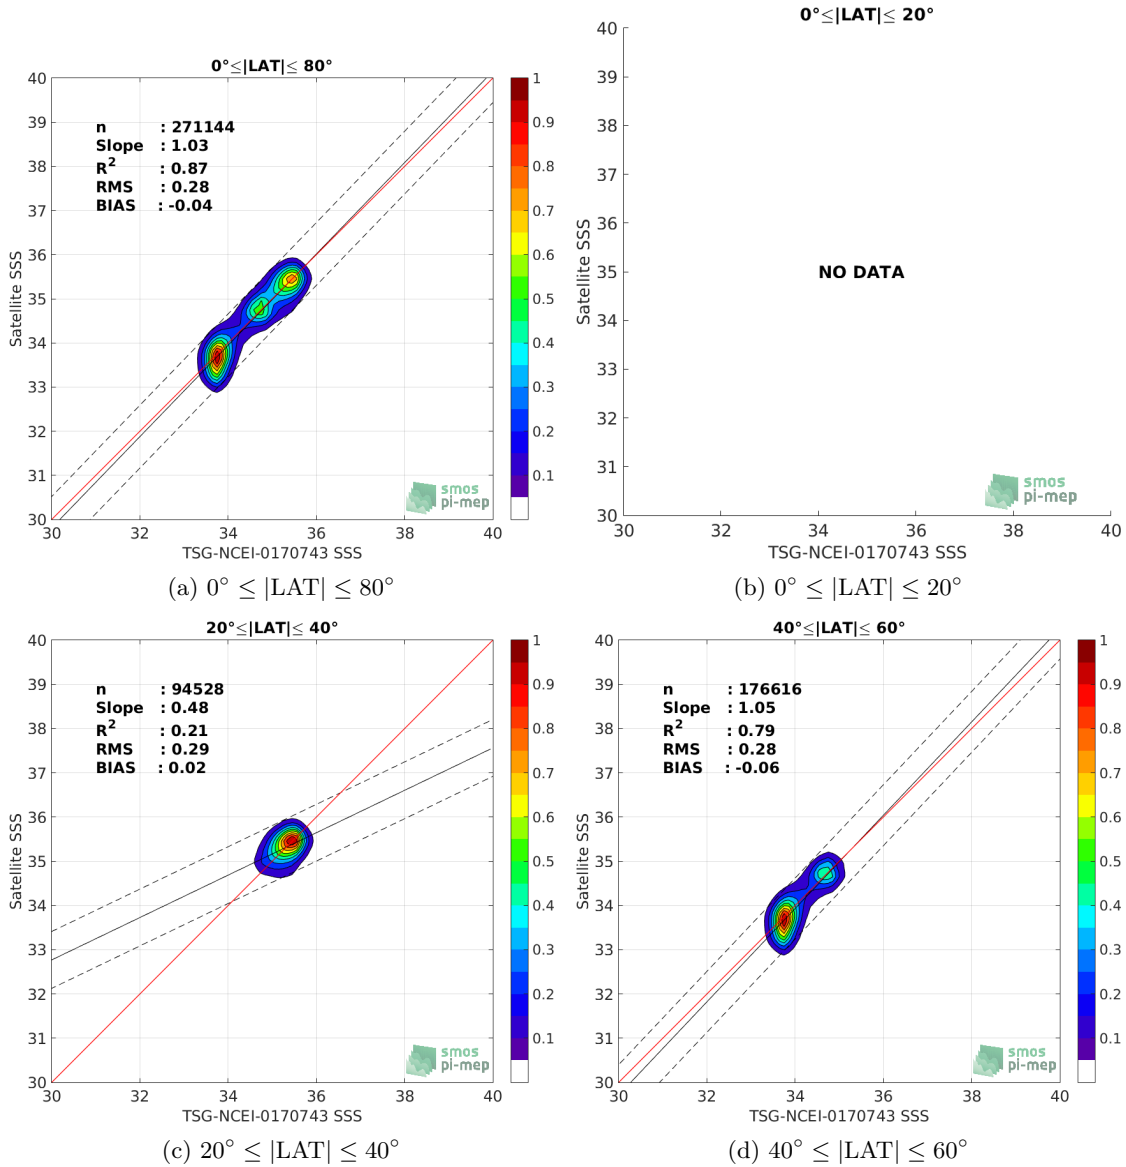 0°≤|LAT|≤ 80°
40
39
38
37
36
35
34
33
32
31
30
30 32 34 36 38 40
Satellite SSS
TSG-NCEI-0170743 SSS
n : 271144
Slope : 1.03
R² : 0.87
RMS : 0.28
BIAS : -0.04
smos
pi-mep
1
0.9
0.8
0.7
0.6
0.5
0.4
0.3
0.2
0.1
(a) 0° ≤ |LAT| ≤ 80°
0°≤|LAT|≤ 20°
40
39
38
37
36
35
34
33
32
31
30
30 32 34 36 38 40
Satellite SSS
TSG-NCEI-0170743 SSS
NO DATA
smos
pi-mep
(b) 0° ≤ |LAT| ≤ 20°
20°≤|LAT|≤ 40°
40
39
38
37
36
35
34
33
32
31
30
30 32 34 36 38 40
Satellite SSS
TSG-NCEI-0170743 SSS
n : 94528
Slope : 0.48
R² : 0.21
RMS : 0.29
BIAS : 0.02
smos
pi-mep
1
0.9
0.8
0.7
0.6
0.5
0.4
0.3
0.2
0.1
(c) 20° ≤ |LAT| ≤ 40°
40°≤|LAT|≤ 60°
40
39
38
37
36
35
34
33
32
31
30
30 32 34 36 38 40
Satellite SSS
TSG-NCEI-0170743 SSS
n : 176616
Slope : 1.05
R² : 0.79
RMS : 0.28
BIAS : -0.06
smos
pi-mep
1
0.9
0.8
0.7
0.6
0.5
0.4
0.3
0.2
0.1
(d) 40° ≤ |LAT| ≤ 60°